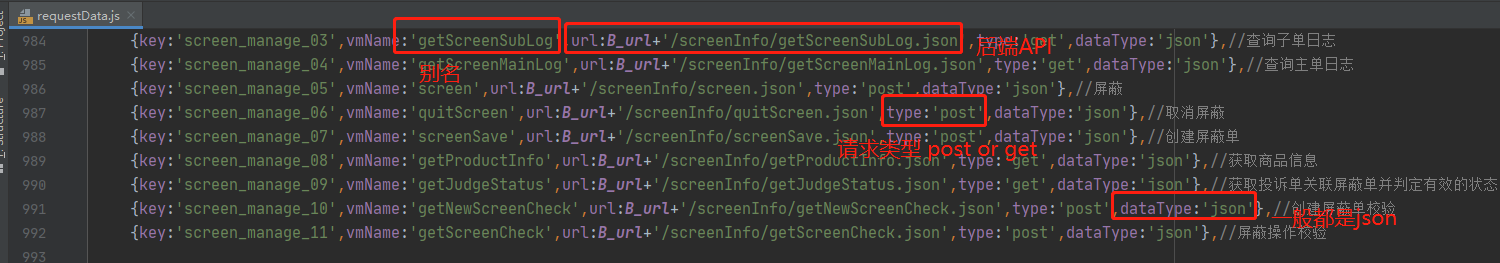 requestData.js
984 {key:'screen_manage_03',vmName:'getScreenSubLog',url:B_url+'/screenInfo/getScreenSubLog.json',type:'get',dataType:'json'},//查询子单日志
后端API
985 {key:'screen_manage_04',vmName:'getScreenMainLog',url:B_url+'/screenInfo/getScreenMainLog.json',type:'get',dataType:'json'},//查询主单日志
别名
986 {key:'screen_manage_05',vmName:'screen',url:B_url+'/screenInfo/screen.json',type:'post',dataType:'json'},//屏蔽
987 {key:'screen_manage_06',vmName:'quitScreen',url:B_url+'/screenInfo/quitScreen.json',type:'post',dataType:'json'},//取消屏蔽
988 {key:'screen_manage_07',vmName:'screenSave',url:B_url+'/screenInfo/screenSave.json',type:'post',dataType:'json'},//创建屏蔽单
请求类型 post or get
989 {key:'screen_manage_08',vmName:'getProductInfo',url:B_url+'/screenInfo/getProductInfo.json',type:'get',dataType:'json'},//获取商品信息
990 {key:'screen_manage_09',vmName:'getJudgeStatus',url:B_url+'/screenInfo/getJudgeStatus.json',type:'get',dataType:'json'},//获取投诉单关联屏蔽单并判定有效的状态
991 {key:'screen_manage_10',vmName:'getNewScreenCheck',url:B_url+'/screenInfo/getNewScreenCheck.json',type:'post',dataType:'json'},//创建屏蔽单校验
一般都是json
992 {key:'screen_manage_11',vmName:'getScreenCheck',url:B_url+'/screenInfo/getScreenCheck.json',type:'post',dataType:'json'},//屏蔽操作校验
993